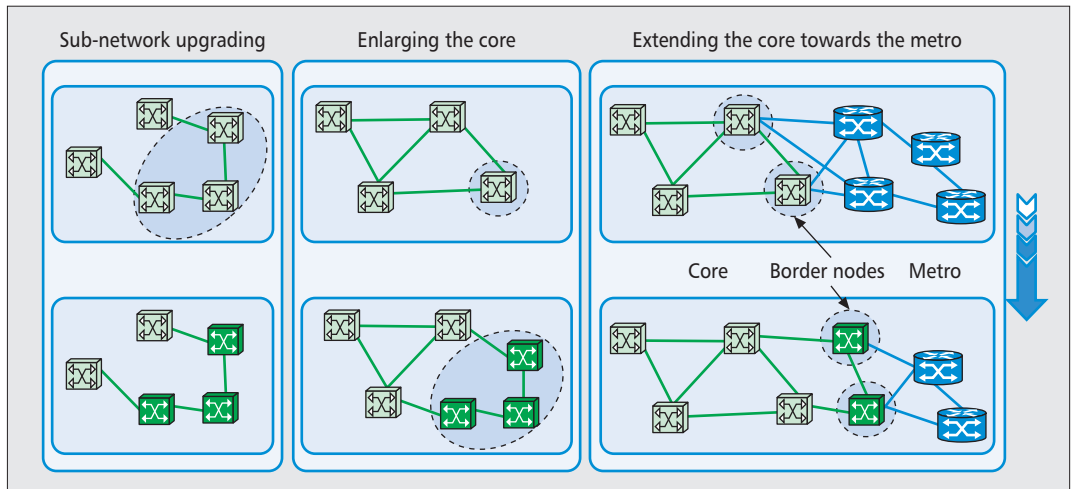 Sub-network upgrading
Enlarging the core
Extending the core towards the metro
Core
Border nodes
Metro